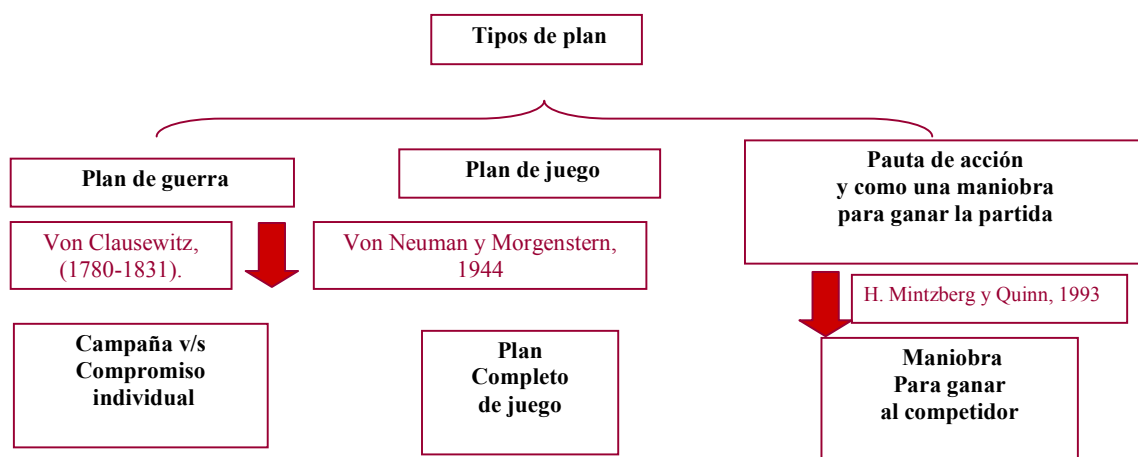 Tipos de plan
Plan de guerra
Plan de juego
Pauta de acción
y como una maniobra
para ganar la partida
Von Clausewitz,
(1780-1831).
Von Neuman y Morgenstern,
1944
H. Mintzberg y Quinn, 1993
Campaña v/s
Compromiso
individual
Plan
Completo
de juego
Maniobra
Para ganar
al competidor